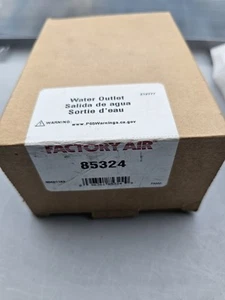 Water Outlet
Salida de agua
Sortie d'eau
WARNING:
www.P65Warnings.ca.gov
FACTORY AIR
85324